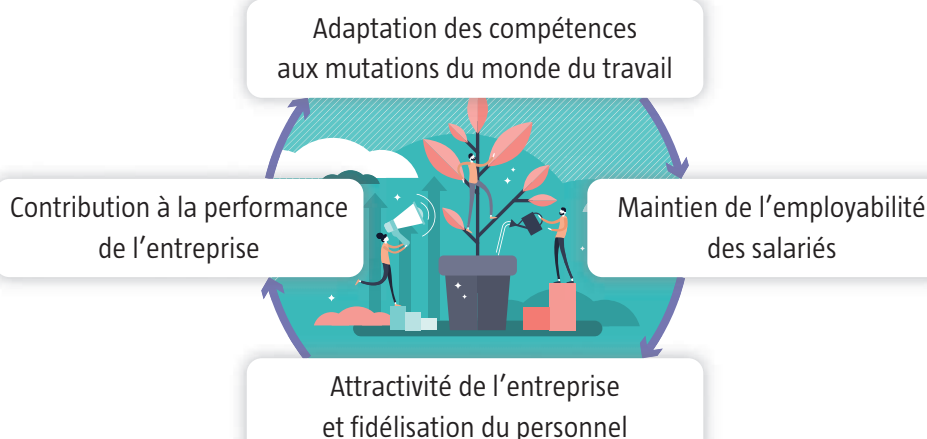 Adaptation des compétences
aux mutations du monde du travail
Contribution à la performance
de l’entreprise
Maintien de l’employabilité
des salariés
Attractivité de l’entreprise
et fidélisation du personnel